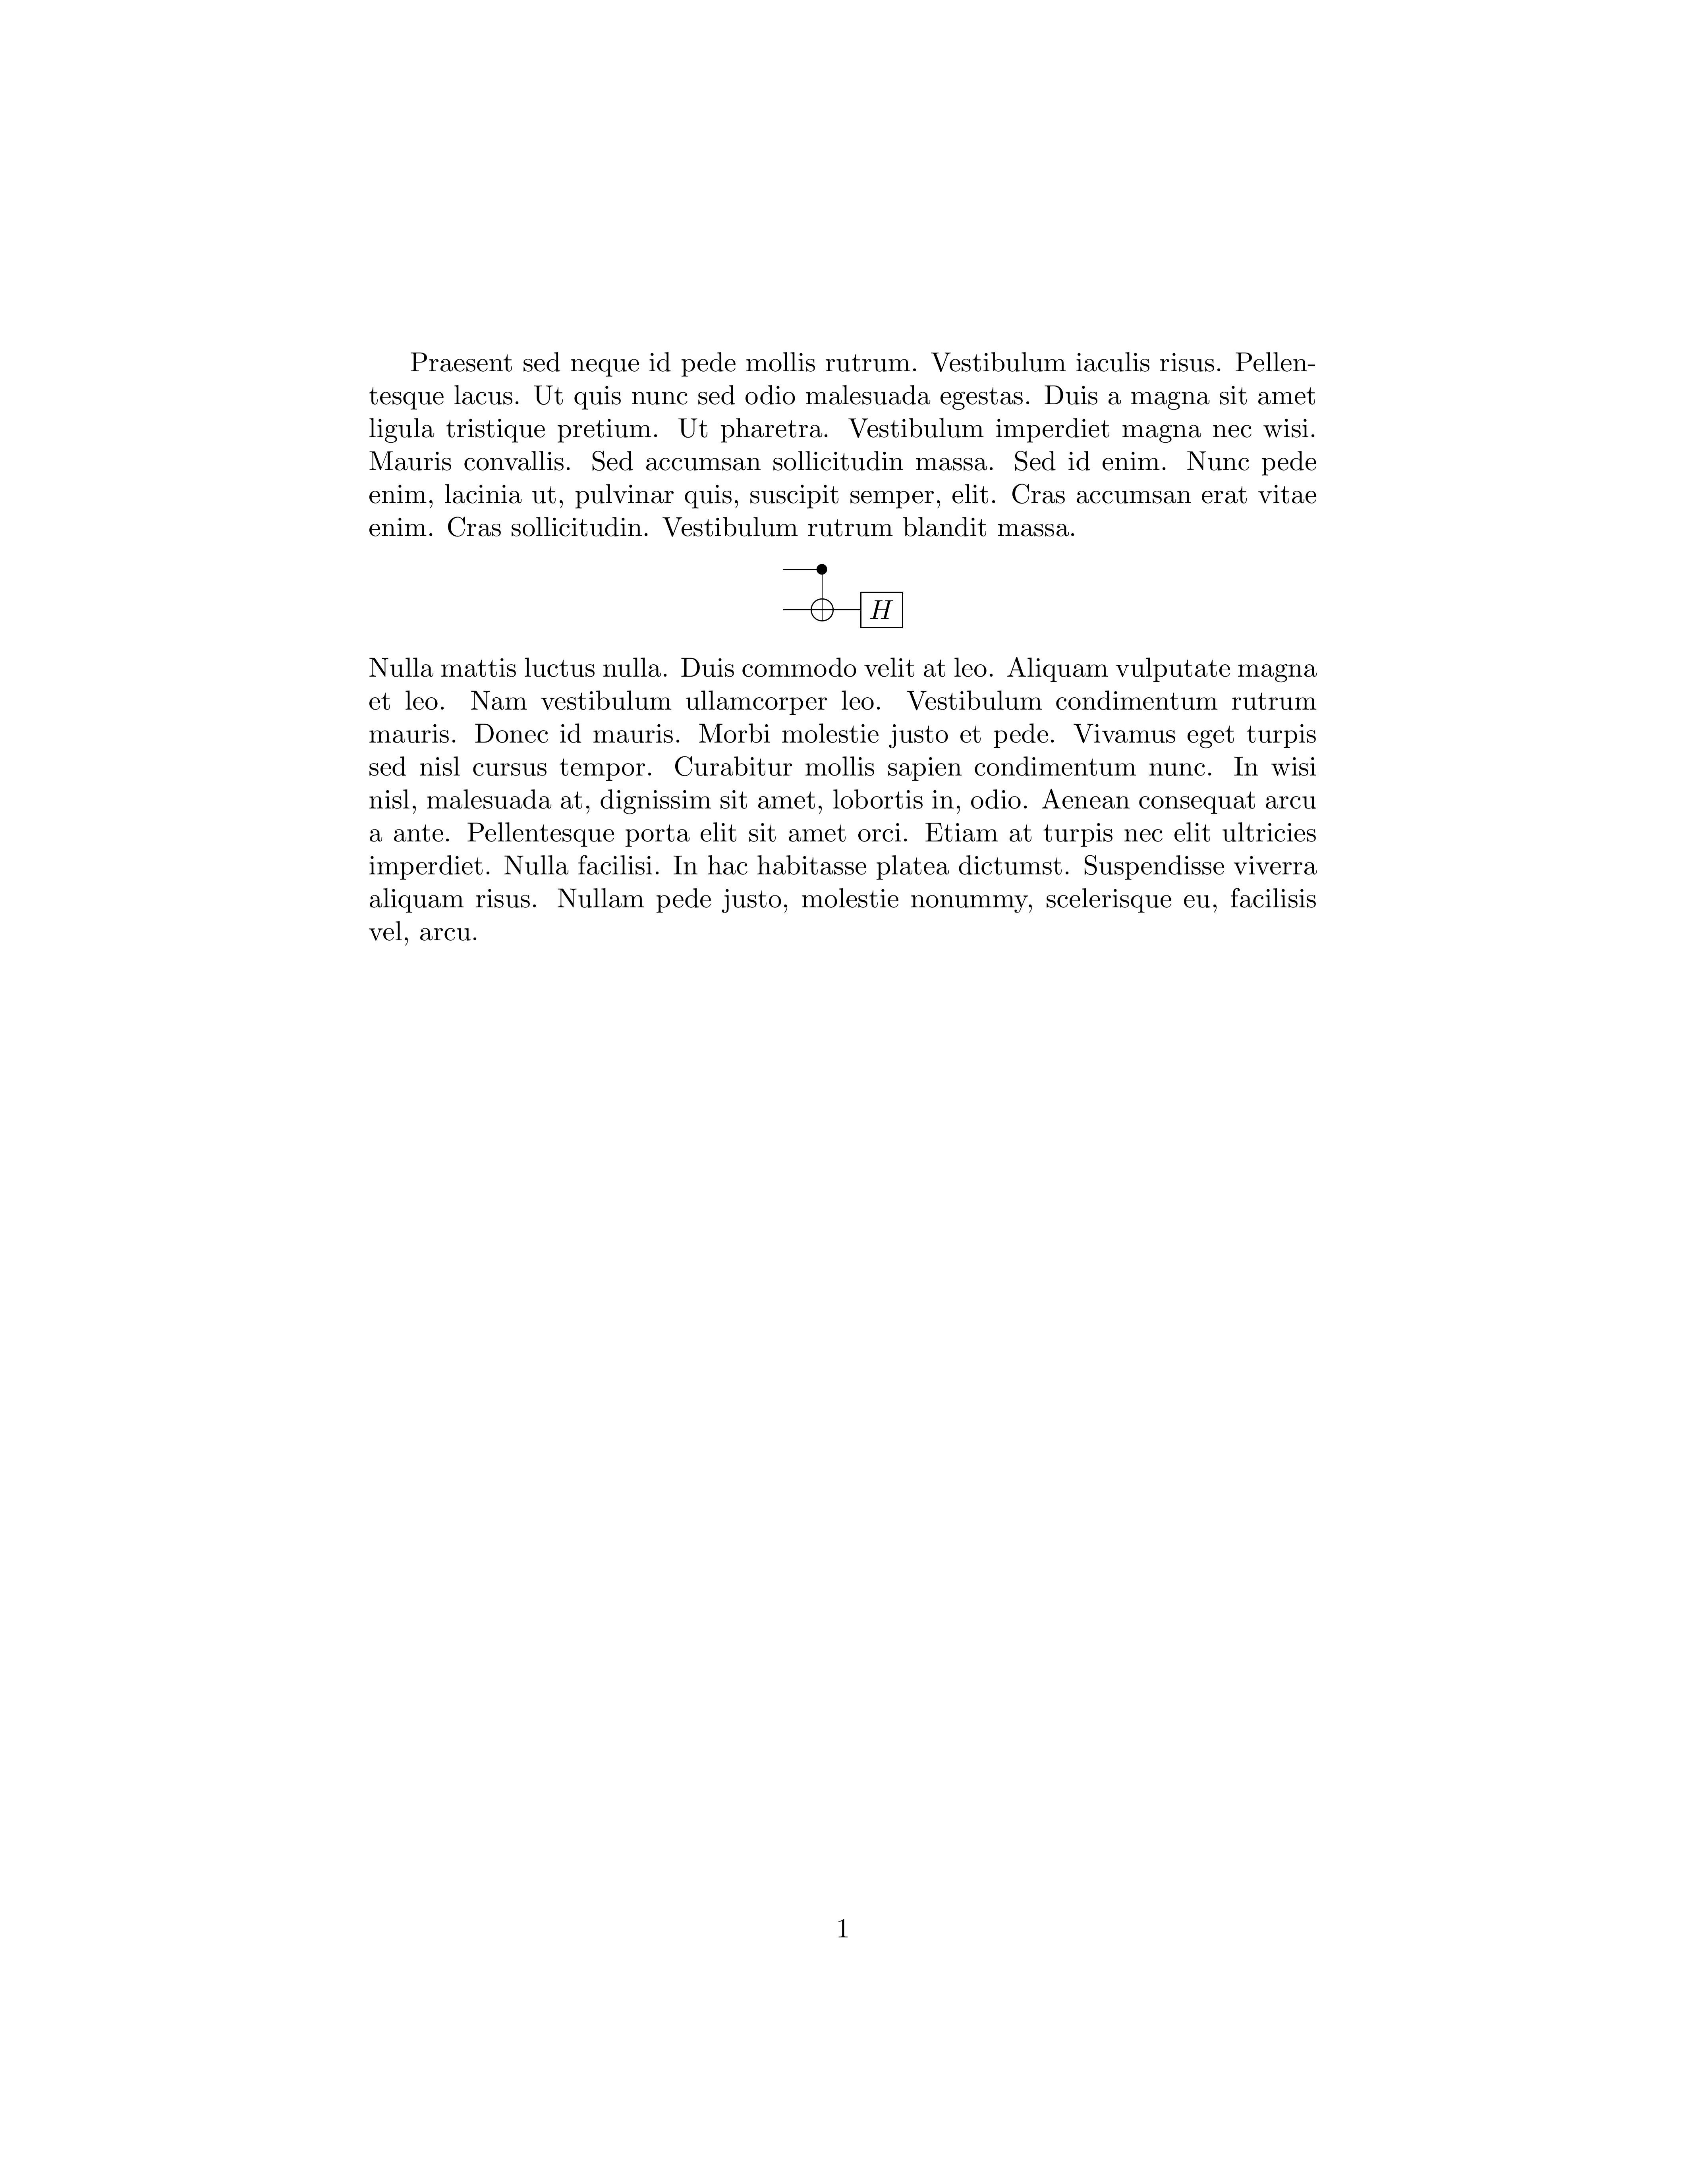 Praesent sed neque id pede mollis rutrum. Vestibulum iaculis risus. Pellen-
tesque lacus. Ut quis nunc sed odio malesuada egestas. Duis a magna sit amet
ligula tristique pretium. Ut pharetra. Vestibulum imperdiet magna nec wisi.
Mauris convallis. Sed accumsan sollicitudin massa. Sed id enim. Nunc pede
enim, lacinia ut, pulvinar quis, suscipit semper, elit. Cras accumsan erat vitae
enim. Cras sollicitudin. Vestibulum rutrum blandit massa.
H
Nulla mattis luctus nulla. Duis commodo velit at leo. Aliquam vulputate magna
et leo. Nam vestibulum ullamcorper leo. Vestibulum condimentum rutrum
mauris. Donec id mauris. Morbi molestie justo et pede. Vivamus eget turpis
sed nisl cursus tempor. Curabitur mollis sapien condimentum nunc. In wisi
nisl, malesuada at, dignissim sit amet, lobortis in, odio. Aenean consequat arcu
a ante. Pellentesque porta elit sit amet orci. Etiam at turpis nec elit ultricies
imperdiet. Nulla facilisi. In hac habitasse platea dictumst. Suspendisse viverra
aliquam risus. Nullam pede justo, molestie nonummy, scelerisque eu, facilisis
vel, arcu.
1